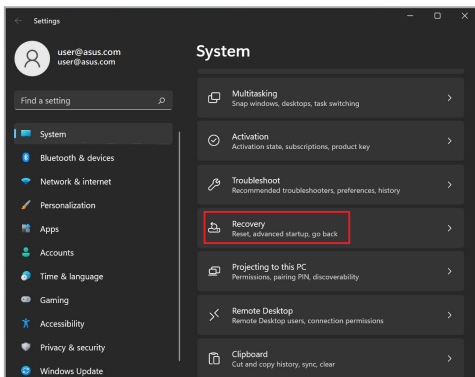 Settings
user@asus.com
user@asus.com
Find a setting
System
Bluetooth & devices
Network & internet
Personalization
Apps
Accounts
Time & language
Gaming
Accessibility
Privacy & security
Windows Update
System
Multitasking
Snap windows, desktops, task switching
Activation
Activation state, subscriptions, product key
Troubleshoot
Recommended troubleshooters, preferences, history
Recovery
Reset, advanced startup, go back
Projecting to this PC
Permissions, pairing PIN, discoverability
Remote Desktop
Remote Desktop users, connection permissions
Clipboard
Cut and copy history, sync, clear